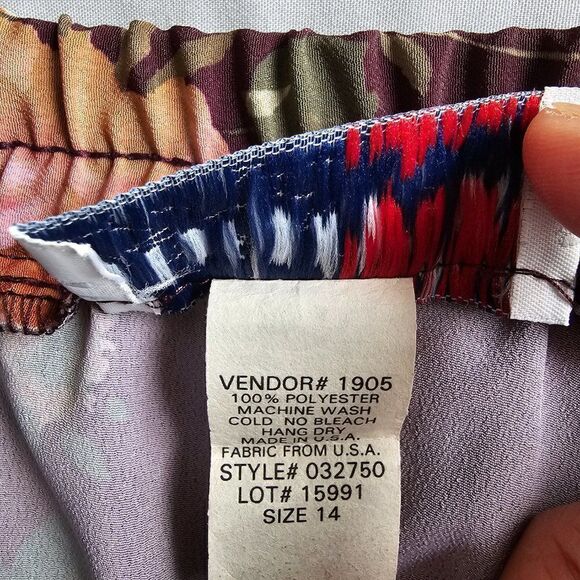 VENDOR# 1905
100% POLYESTER
MACHINE WASH
COLD NO BLEACH
HANG DRY
MADE IN U.S.A.
FABRIC FROM U.S.A.
STYLE# 032750
LOT# 15991
SIZE 14